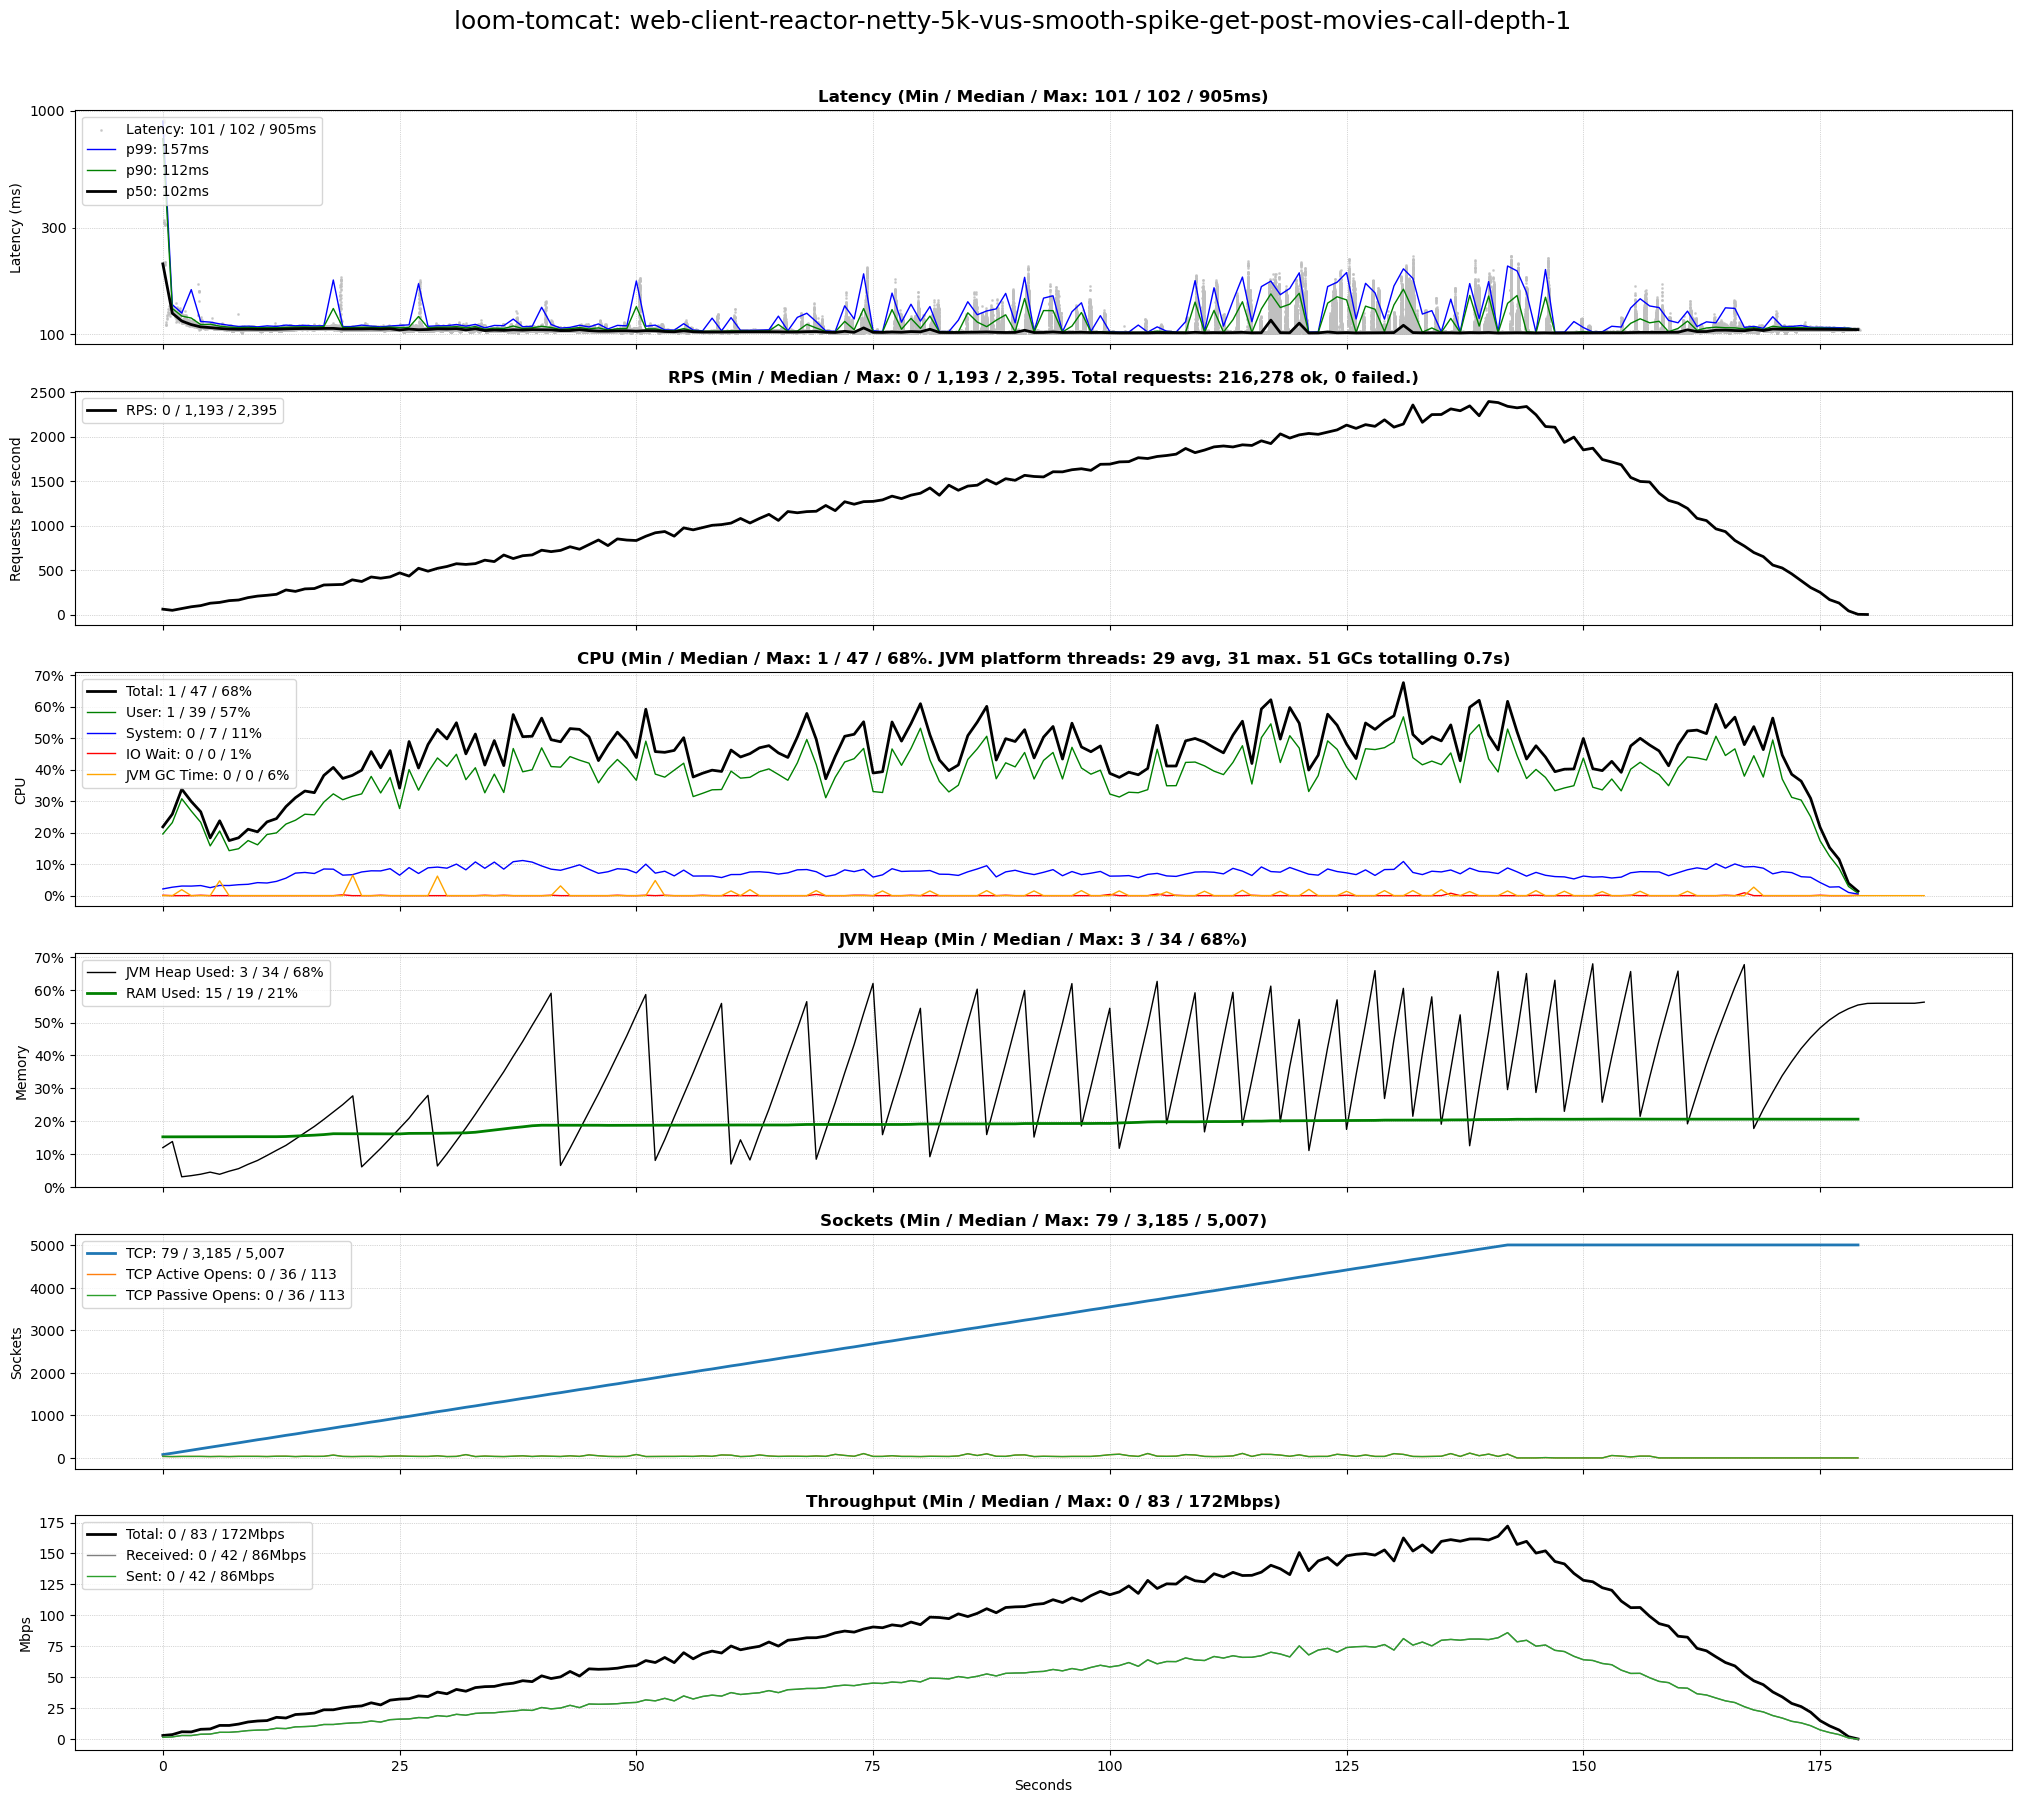 loom-tomcat: web-client-reactor-netty-5k-vus-smooth-spike-get-post-movies-call-depth-1
Latency (Min / Median / Max: 101 / 102 / 905ms)
Latency (ms)
1000
300
100
Latency: 101 / 102 / 905ms
p99: 157ms
p90: 112ms
p50: 102ms
RPS (Min / Median / Max: 0 / 1,193 / 2,395. Total requests: 216,278 ok, 0 failed.)
Requests per second
2500
2000
1500
1000
500
0
RPS: 0 / 1,193 / 2,395
CPU (Min / Median / Max: 1 / 47 / 68%. JVM platform threads: 29 avg, 31 max. 51 GCs totalling 0.7s)
CPU
70%
60%
50%
40%
30%
20%
10%
0%
Total: 1 / 47 / 68%
User: 1 / 39 / 57%
System: 0 / 7 / 11%
IO Wait: 0 / 0 / 1%
JVM GC Time: 0 / 0 / 6%
JVM Heap (Min / Median / Max: 3 / 34 / 68%)
Memory
70%
60%
50%
40%
30%
20%
10%
0%
JVM Heap Used: 3 / 34 / 68%
RAM Used: 15 / 19 / 21%
Sockets (Min / Median / Max: 79 / 3,185 / 5,007)
Sockets
5000
4000
3000
2000
1000
0
TCP: 79 / 3,185 / 5,007
TCP Active Opens: 0 / 36 / 113
TCP Passive Opens: 0 / 36 / 113
Throughput (Min / Median / Max: 0 / 83 / 172Mbps)
Mbps
175
150
125
100
75
50
25
0
Total: 0 / 83 / 172Mbps
Received: 0 / 42 / 86Mbps
Sent: 0 / 42 / 86Mbps
0 25 50 75 100 125 150 175
Seconds